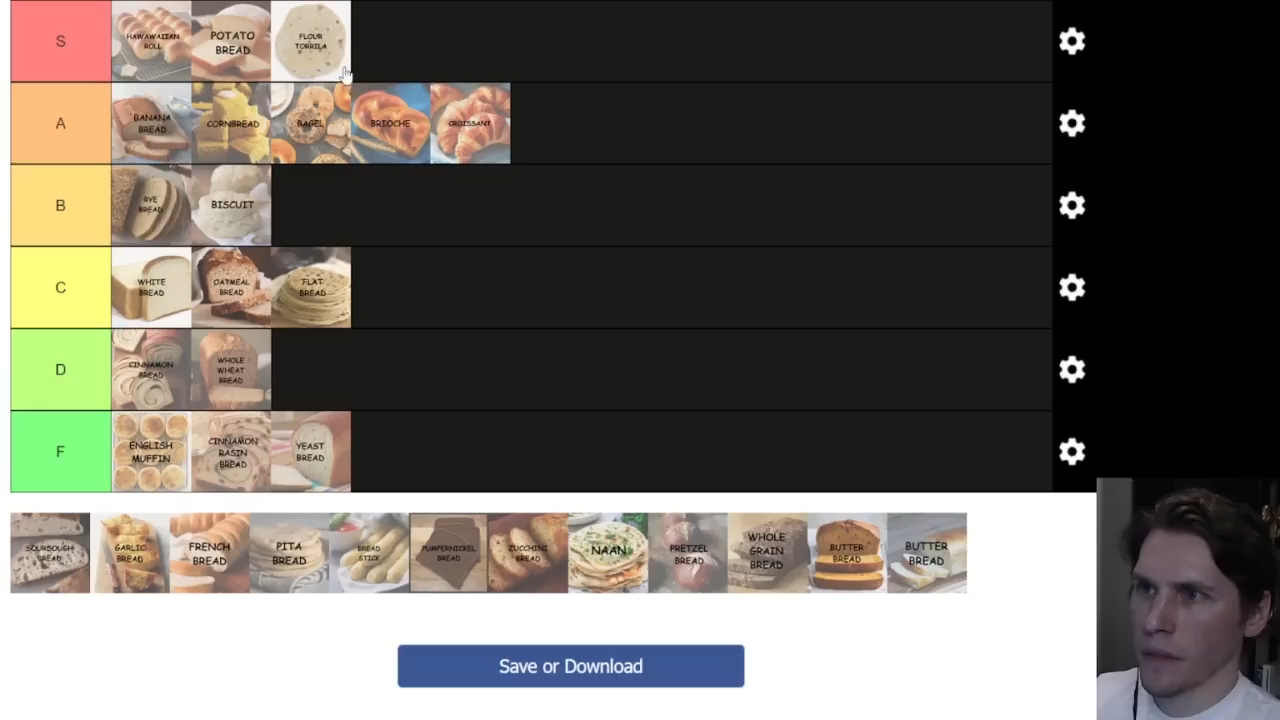 S
HAWAWAIIAN
ROLL
POTATO
BREAD
FLOUR
TORRILA
A
BANANA
BREAD
CORNBREAD
BAGEL
BRIOCHE
CROISSANT
B
RYE
BREAD
BISCUIT
C
WHITE
BREAD
OATMEAL
BREAD
FLAT
BREAD
D
CINNAMON
BREAD
WHOLE
WHEAT
BREAD
F
ENGLISH
MUFFIN
CINNAMON
RASIN
BREAD
YEAST
BREAD
SOURDOUGH
BREAD
GARLIC
BREAD
FRENCH
BREAD
PITA
BREAD
BREAD
STICK
PUMPERNICKEL
BREAD
ZUCCHINI
BREAD
NAAN
PRETZEL
BREAD
WHOLE
GRAIN
BREAD
BUTTER
BREAD
BUTTER
BREAD
Save or Download